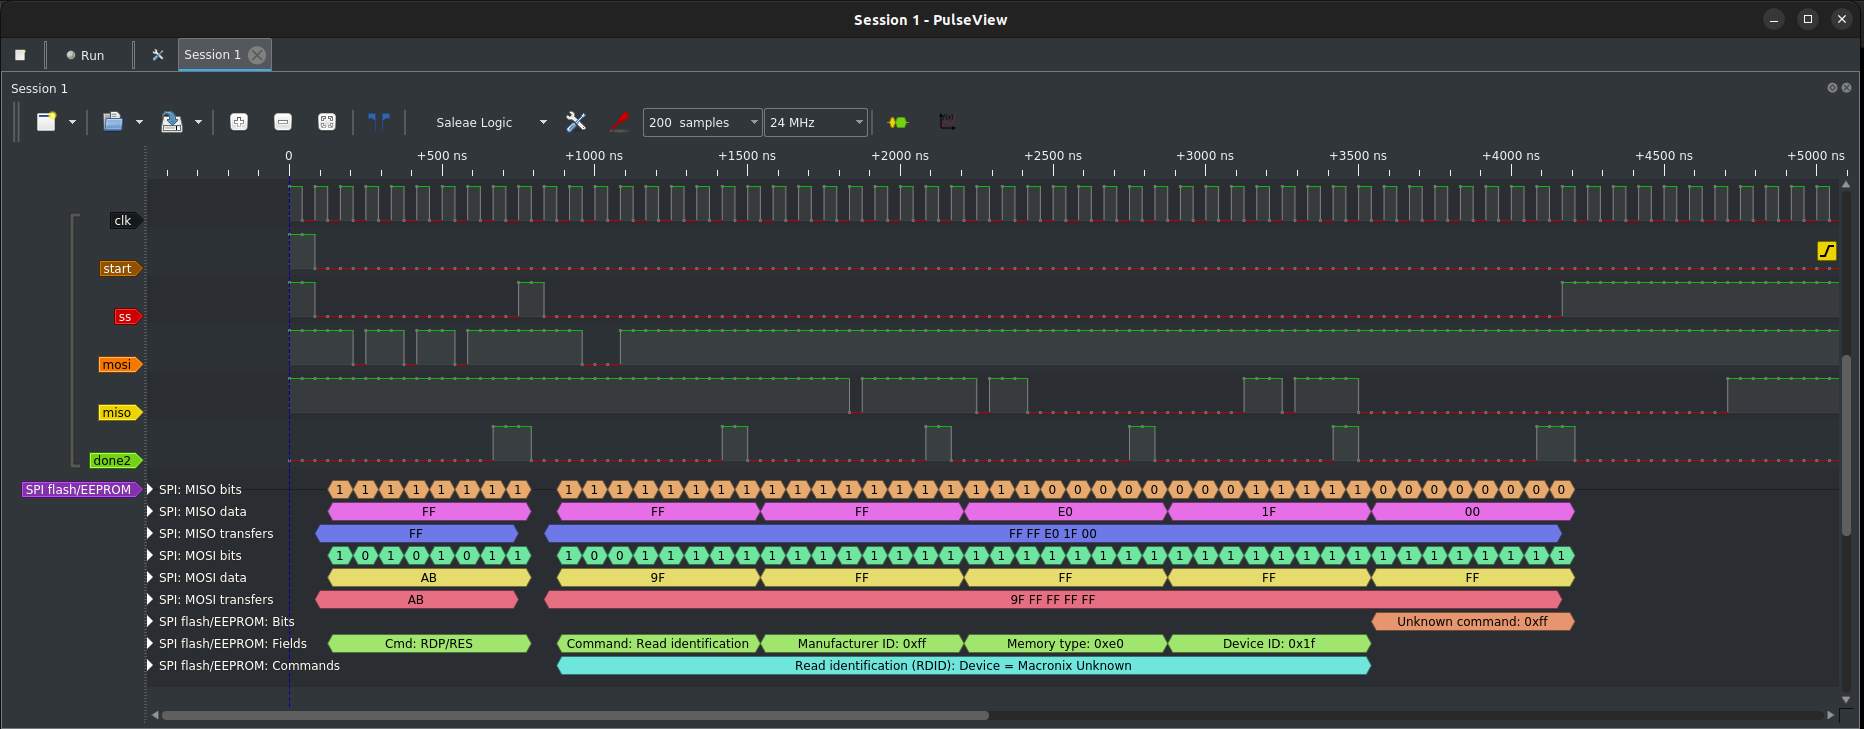 Session 1 - PulseView
Run
Session 1
Session 1
Saleae Logic
200 samples
24 MHz
0 +500 ns +1000 ns +1500 ns +2000 ns +2500 ns +3000 ns +3500 ns +4000 ns +4500 ns +5000 ns
clk
start
ss
mosi
miso
done2
SPI flash/EEPROM SPI: MISO bits 1 1 1 1 1 1 1 1 1 1 1 1 1 1 1 1 1 1 1 1 1 1 1 1 1 1 1 0 0 0 0 0 0 0 0 1 1 1 1 1 0 0 0 0 0 0 0 0
SPI: MISO data FF FF FF E0 1F 00
SPI: MISO transfers FF FF FF E0 1F 00
SPI: MOSI bits 1 0 1 0 1 0 1 1 1 0 0 1 1 1 1 1 1 1 1 1 1 1 1 1 1 1 1 1 1 1 1 1 1 1 1 1 1 1 1 1 1 1 1 1 1 1 1 1
SPI: MOSI data AB 9F FF FF FF FF
SPI: MOSI transfers AB 9F FF FF FF FF
SPI flash/EEPROM: Bits Unknown command: 0xff
SPI flash/EEPROM: Fields Cmd: RDP/RES Command: Read identification Manufacturer ID: 0xff Memory type: 0xe0 Device ID: 0x1f
SPI flash/EEPROM: Commands Read identification (RDID): Device = Macronix Unknown